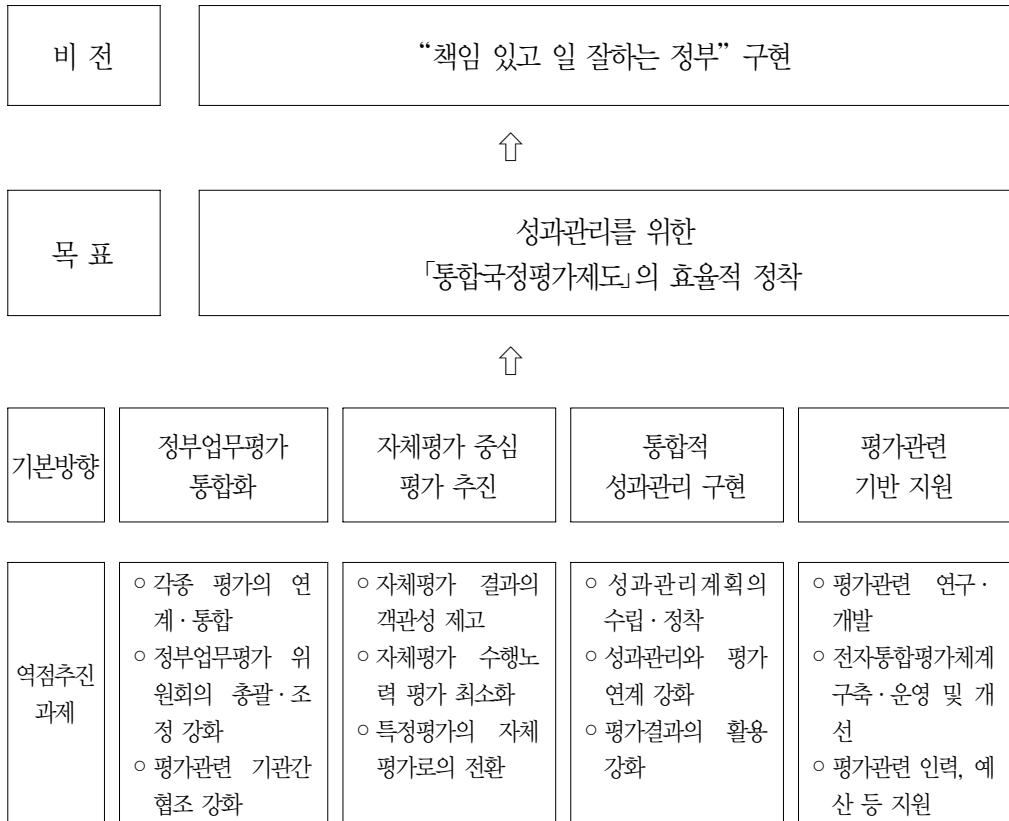 비 전
“책임 있고 일 잘하는 정부” 구현
⇧
목 표
성과관리를 위한
｢통합국정평가제도｣의 효율적 정착
⇧
기본방향
정부업무평가
통합화
자체평가 중심
평가 추진
통합적
성과관리 구현
평가관련
기반 지원
역점추진
과제
○ 각종 평가의 연
계·통합
○ 정부업무평가 위
원회의 총괄·조
정 강화
○ 평가관련 기관간
협조 강화
○ 자체평가 결과의
객관성 제고
○ 자체평가 수행노
력 평가 최소화
○ 특정평가의 자체
평가로의 전환
○ 성과관리계획의
수립·정착
○ 성과관리와 평가
연계 강화
○ 평가결과의 활용
강화
○ 평가관련 연구·
개발
○ 전자통합평가체계
구축·운영 및 개
선
○ 평가관련 인력, 예
산 등 지원